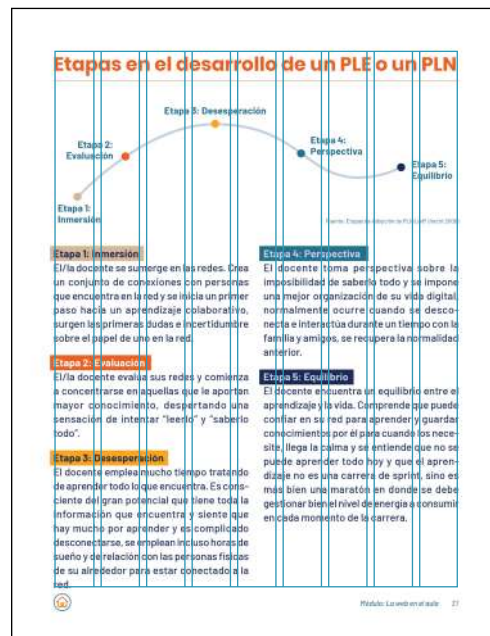 Etapas en el desarrollo de un PLE o un PLN
Etapa 3: Desesperación
Etapa 2:
Evaluación
Etapa 4:
Perspectiva
Etapa 5:
Equilibrio
Etapa 1:
Inmersión
Fuente: Etapas de Adopción de PLN
Etapa 1: Inmersión
El/la docente se sumerge en las redes. Crea
un conjunto de conexiones con personas
que encuentra en la red y se inicia un primer
paso hacia un aprendizaje colaborativo,
surgen las primeras dudas e incertidumbre
sobre el papel de uno en la red.
Etapa 2: Evaluación
El/la docente evalúa sus redes y comienza
a concentrarse en aquellas que le aportan
mayor conocimiento, despertando una
sensación de intentar “leerlo” y “saberlo
todo”.
Etapa 3: Desesperación
El docente emplea mucho tiempo tratando
de aprender todo lo que encuentra. Es cons-
ciente del gran potencial que tiene toda la
información que encuentra y siente que
hay mucho por aprender y es complicado
desconectarse, se emplean incluso horas de
sueño y de relación con las personas físicas
de su alrededor para estar conectado a la
red.
Etapa 4: Perspectiva
El docente toma perspectiva sobre la
imposibilidad de saberlo todo y se impone
una mejor organización de su vida digital,
normalmente ocurre cuando se desco-
necta e interactúa durante un tiempo con la
familia y amigos, se recupera la normalidad
anterior.
Etapa 5: Equilibrio
El docente encuentra un equilibrio entre el
aprendizaje y la vida. Comprende que puede
confiar en su red para aprender y guardar
conocimientos por él para cuando los nece-
site, llega la calma y se entiende que no se
puede aprender todo hoy y que el apren-
dizaje no es una carrera de sprint, sino es
más bien una maratón en donde se debe
gestionar bien el nivel de energía a consumir
en cada momento de la carrera.
Módulo: La web en el aula 21